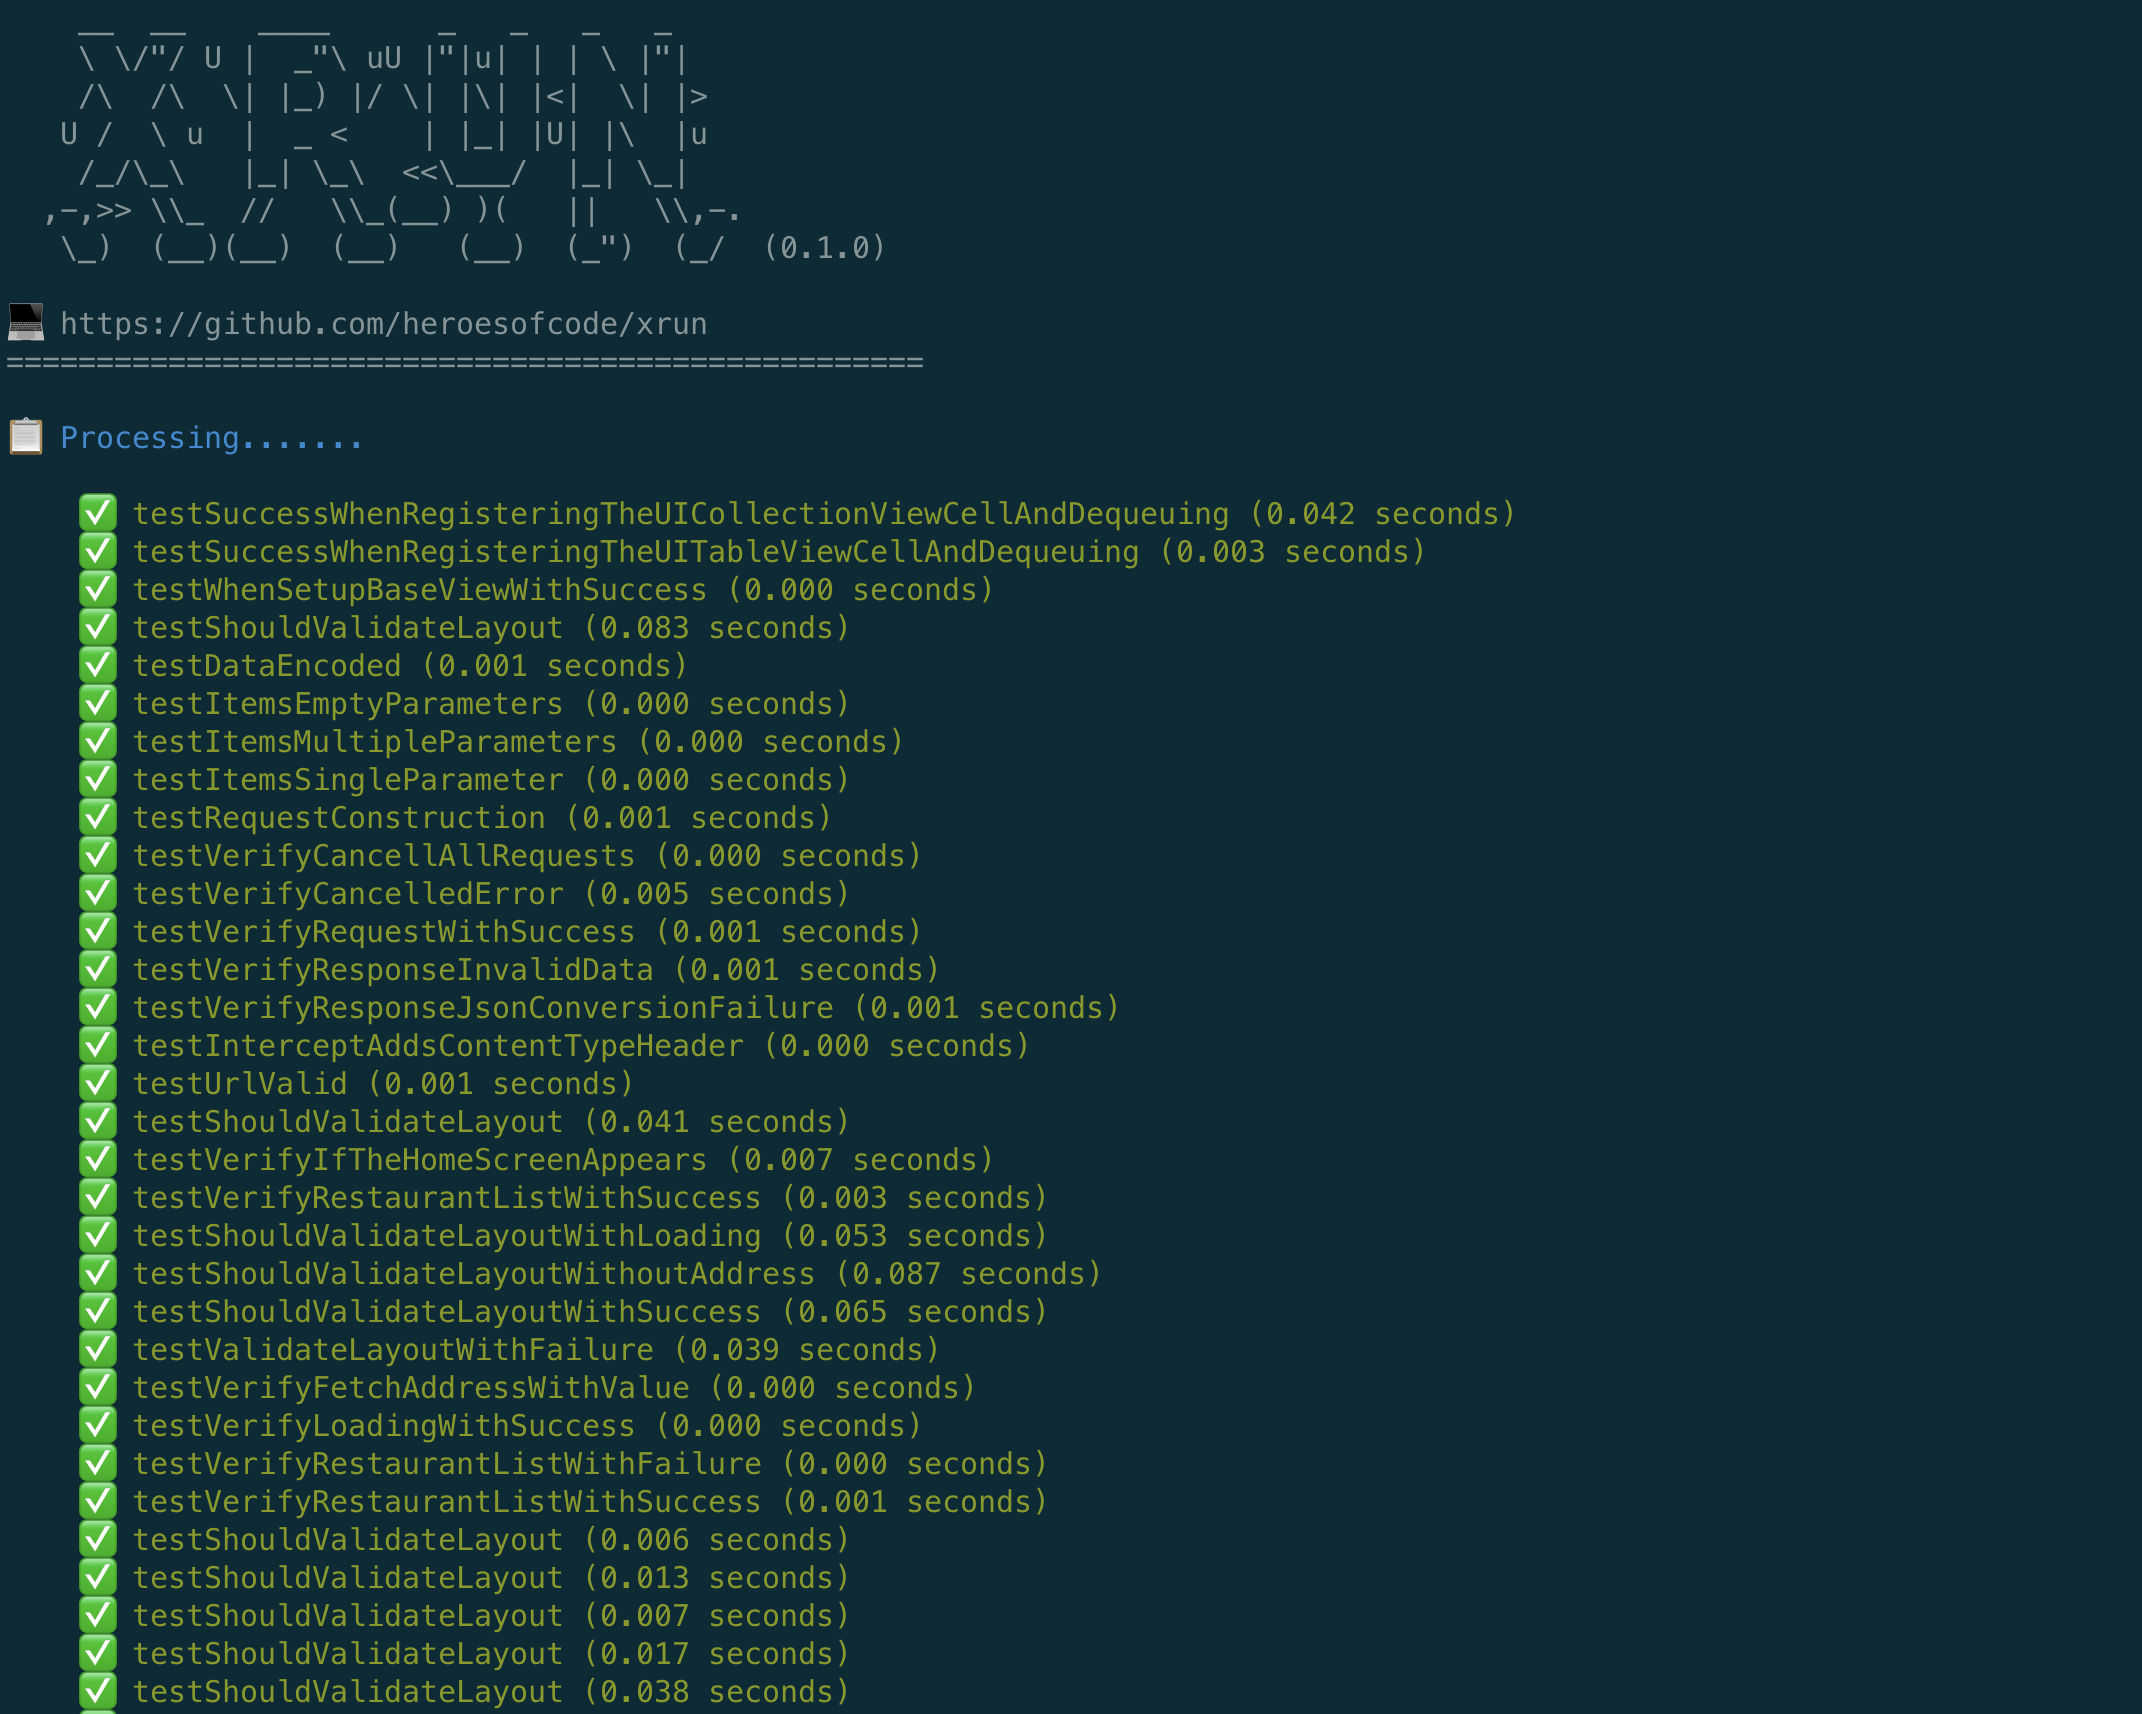 __  __    ____      _   _   _   _
    \ \/"/ U |  _"\ uU |"|u| | | \ |"|
    /\  /\  \| |_) |/ \| |\| |<|  \| |>
   U /  \ u  |  _ <    | |_| |U| |\  |u
    /_/\_\   |_| \_\  <<\___/  |_| \_|
  ,-,>> \\_  //   \\_(__) )(   ||   \\,-.
   \_)  (__)(__)  (__)   (__)  (_")  (_/  (0.1.0)
https://github.com/heroesofcode/xrun
===================================================
Processing.......
✅ testSuccessWhenRegisteringTheUICollectionViewCellAndDequeuing (0.042 seconds)
✅ testSuccessWhenRegisteringTheUITableViewCellAndDequeuing (0.003 seconds)
✅ testWhenSetupBaseViewWithSuccess (0.000 seconds)
✅ testShouldValidateLayout (0.083 seconds)
✅ testDataEncoded (0.001 seconds)
✅ testItemsEmptyParameters (0.000 seconds)
✅ testItemsMultipleParameters (0.000 seconds)
✅ testItemsSingleParameter (0.000 seconds)
✅ testRequestConstruction (0.001 seconds)
✅ testVerifyCancellAllRequests (0.000 seconds)
✅ testVerifyCancelledError (0.005 seconds)
✅ testVerifyRequestWithSuccess (0.001 seconds)
✅ testVerifyResponseInvalidData (0.001 seconds)
✅ testVerifyResponseJsonConversionFailure (0.001 seconds)
✅ testInterceptAddsContentTypeHeader (0.000 seconds)
✅ testUrlValid (0.001 seconds)
✅ testShouldValidateLayout (0.041 seconds)
✅ testVerifyIfTheHomeScreenAppears (0.007 seconds)
✅ testVerifyRestaurantListWithSuccess (0.003 seconds)
✅ testShouldValidateLayoutWithLoading (0.053 seconds)
✅ testShouldValidateLayoutWithoutAddress (0.087 seconds)
✅ testShouldValidateLayoutWithSuccess (0.065 seconds)
✅ testValidateLayoutWithFailure (0.039 seconds)
✅ testVerifyFetchAddressWithValue (0.000 seconds)
✅ testVerifyLoadingWithSuccess (0.000 seconds)
✅ testVerifyRestaurantListWithFailure (0.000 seconds)
✅ testVerifyRestaurantListWithSuccess (0.001 seconds)
✅ testShouldValidateLayout (0.006 seconds)
✅ testShouldValidateLayout (0.013 seconds)
✅ testShouldValidateLayout (0.007 seconds)
✅ testShouldValidateLayout (0.017 seconds)
✅ testShouldValidateLayout (0.038 seconds)